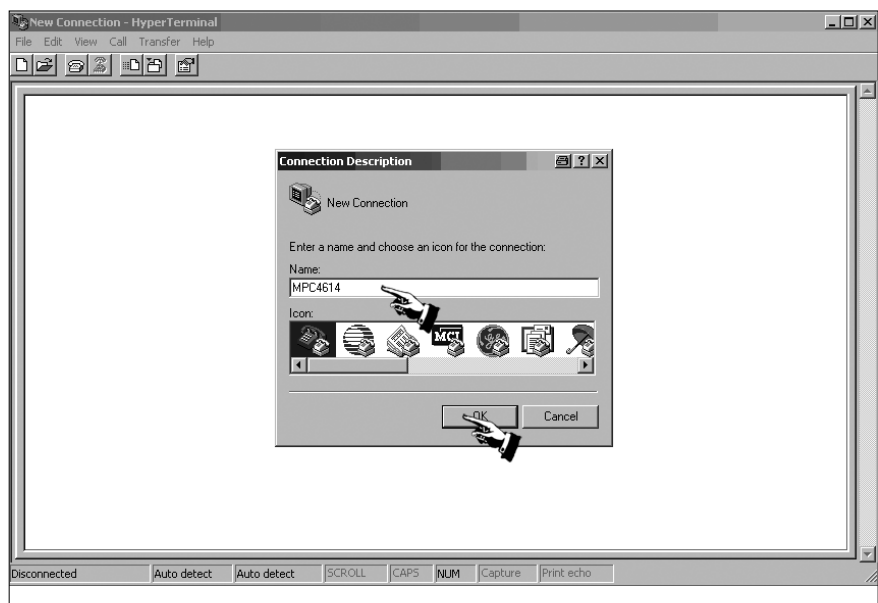 New Connection - HyperTerminal
File Edit View Call Transfer Help
Connection Description
New Connection
Enter a name and choose an icon for the connection:
Name:
MPC4614
Icon:
MCI
OK Cancel
Disconnected Auto detect Auto detect SCROLL CAPS NUM Capture Print echo